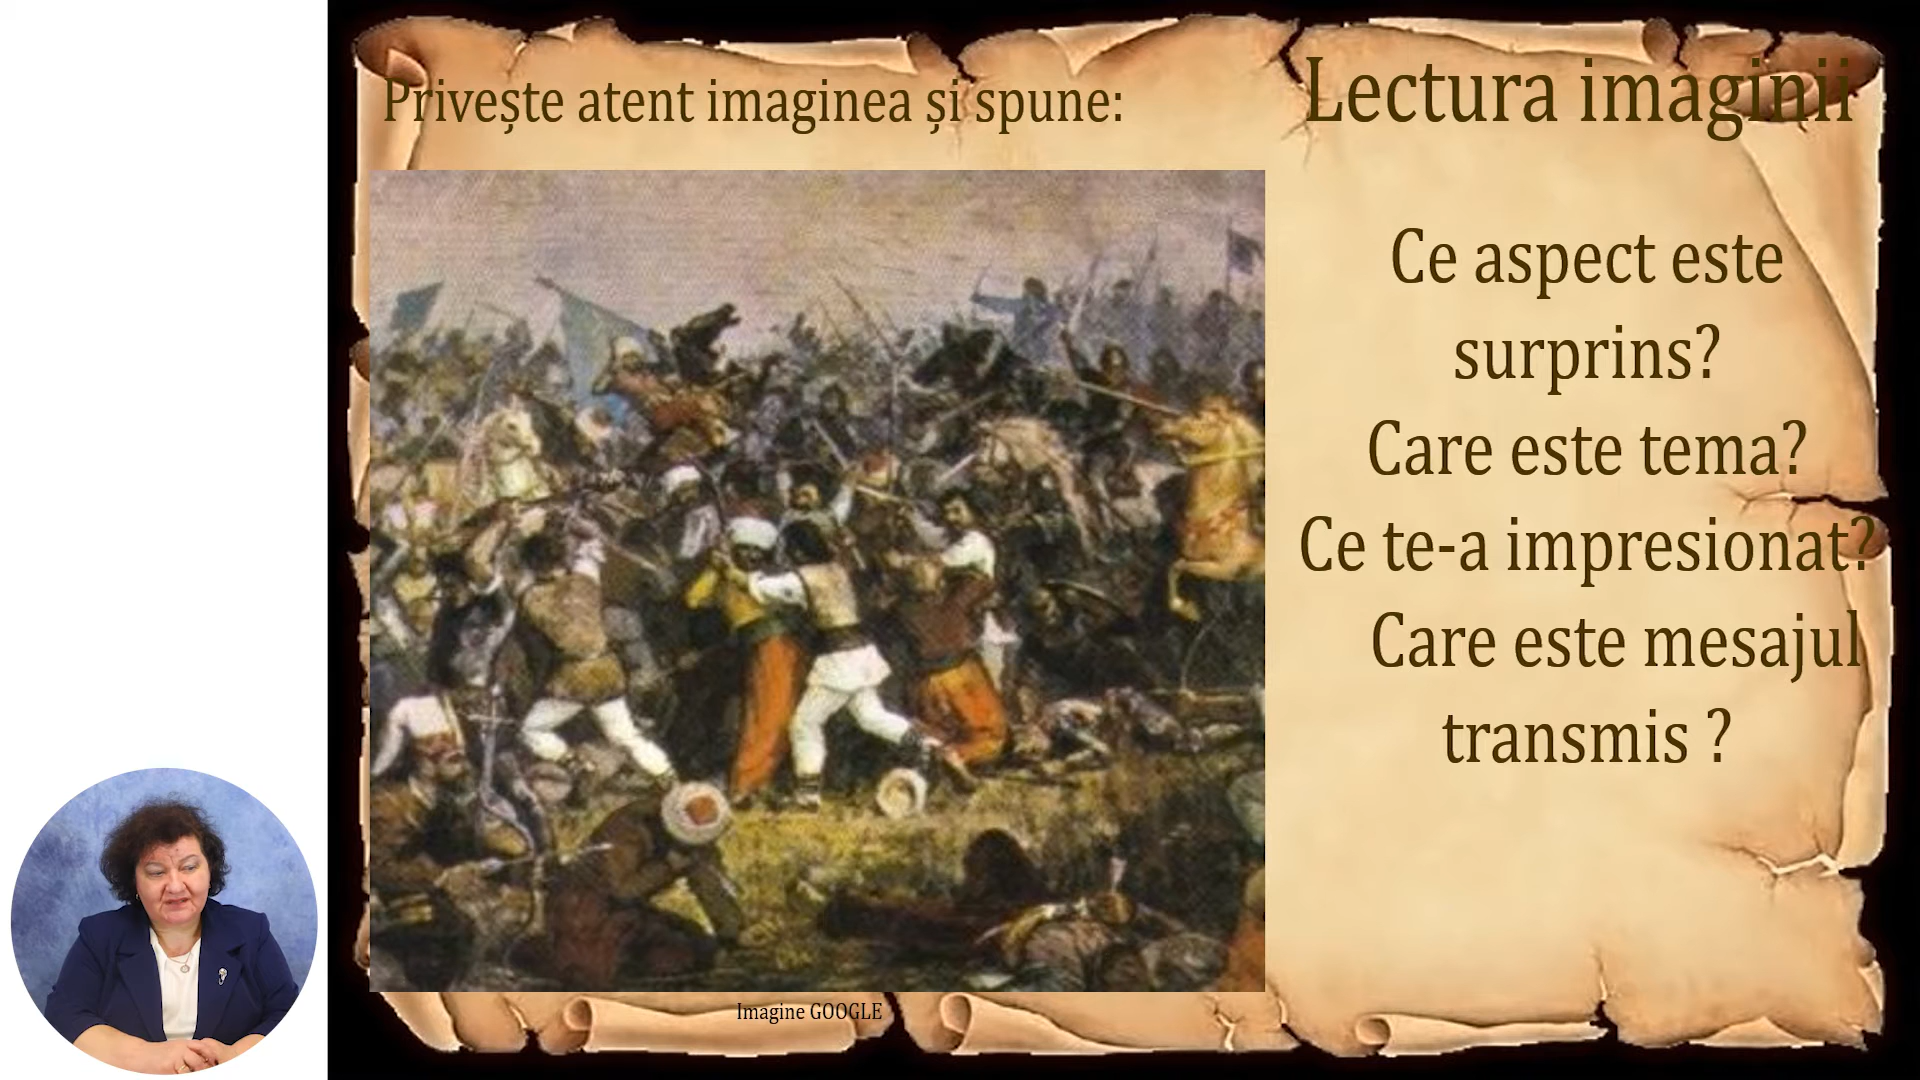 Privește atent imaginea și spune:
Lectura imaginii
Ce aspect este
surprins?
Care este tema?
Ce te-a impresionat?
Care este mesajul
transmis ?
Imagine GOOGLE